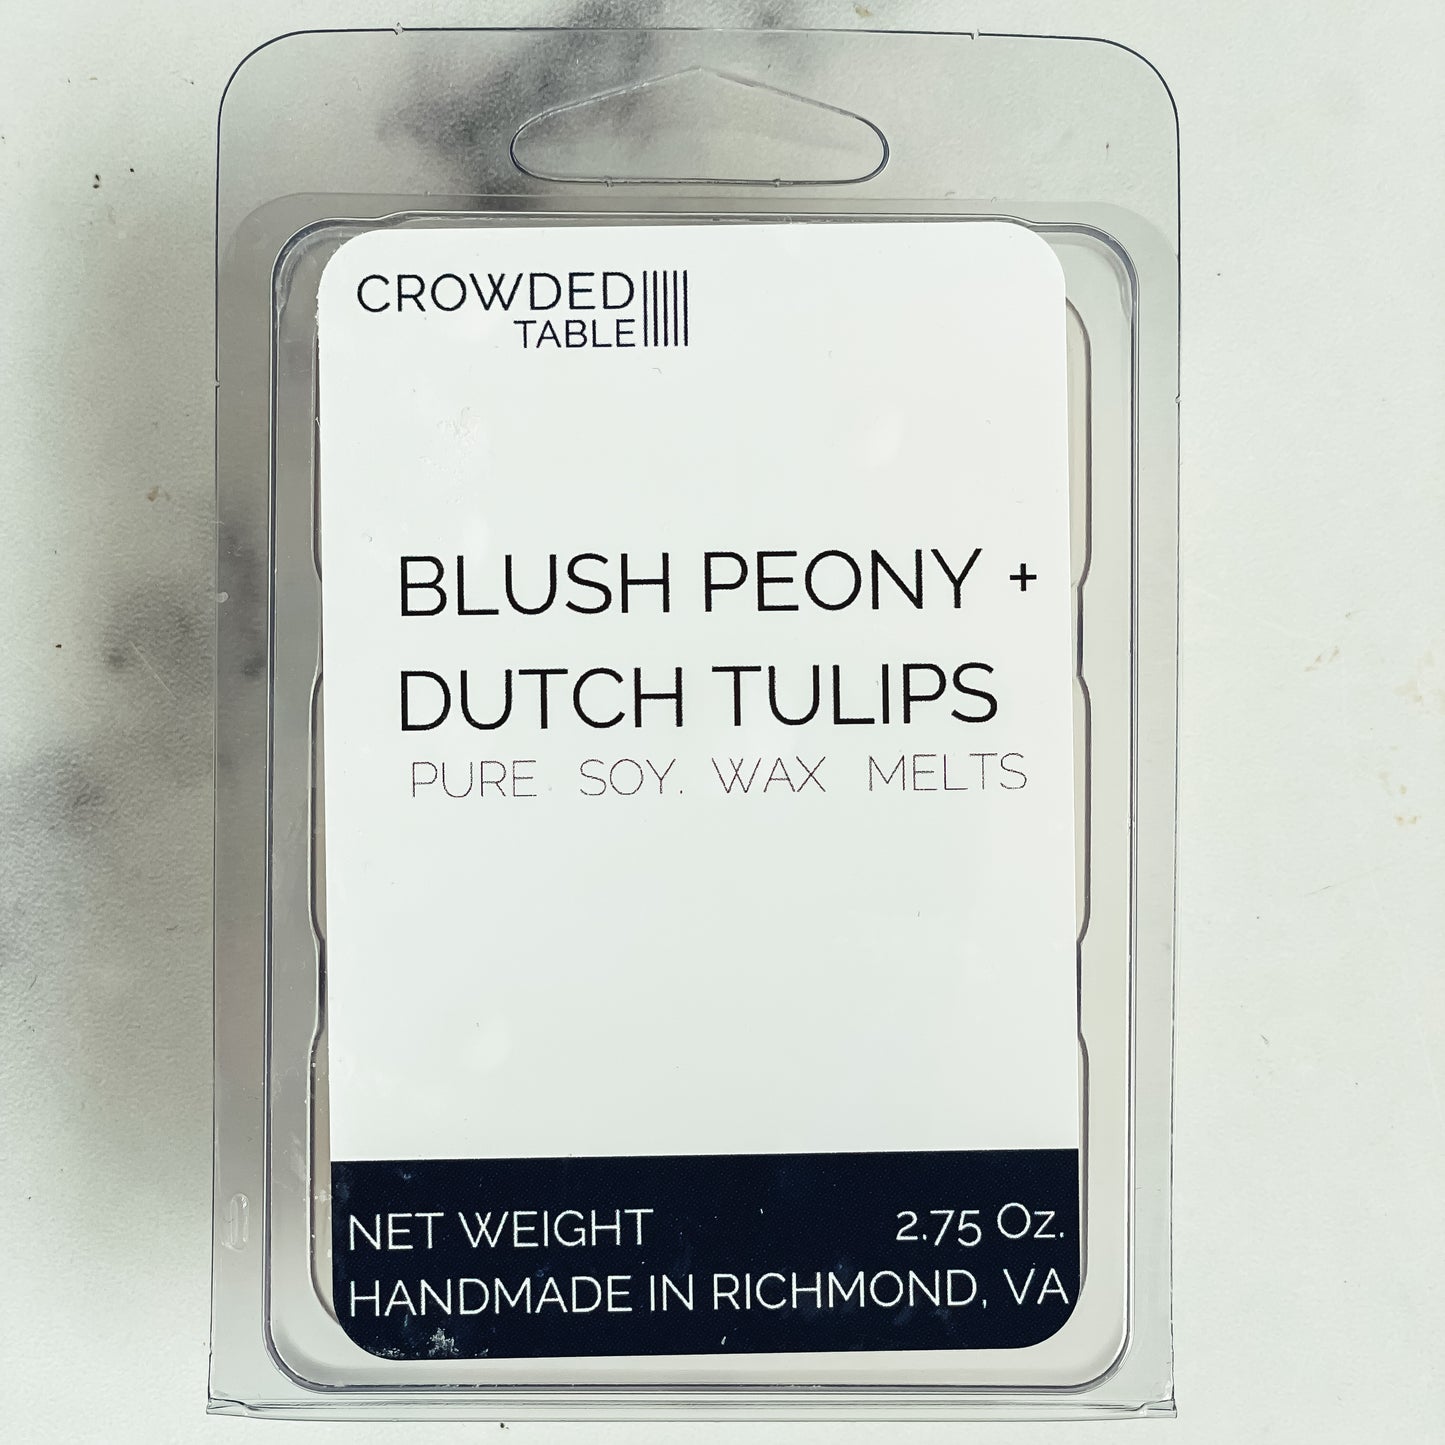 CROWDED
TABLE
BLUSH PEONY +
DUTCH TULIPS
PURE SOY. WAX MELTS
NET WEIGHT 2.75 Oz.
HANDMADE IN RICHMOND, VA